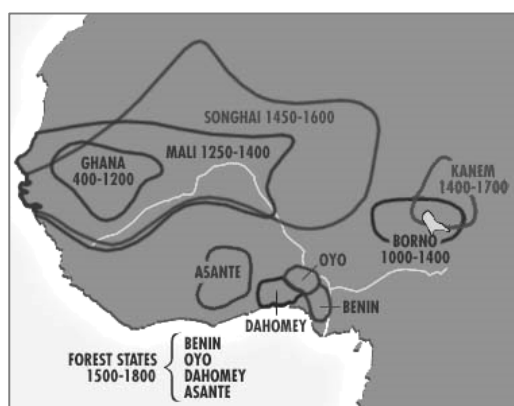 SONGHAI 1450-1600
GHANA
400-1200
MALI 1250-1400
KANEM
1400-1700
BORNO
1000-1400
ASANTE
OYO
BENIN
DAHOMEY
FOREST STATES
1500-1800
BENIN
OYO
DAHOMEY
ASANTE